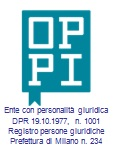 OP
PI
Ente con personalità giuridica
DPR 19.10.1977, n. 1001
Registro persone giuridiche
Prefettura di Milano n. 234